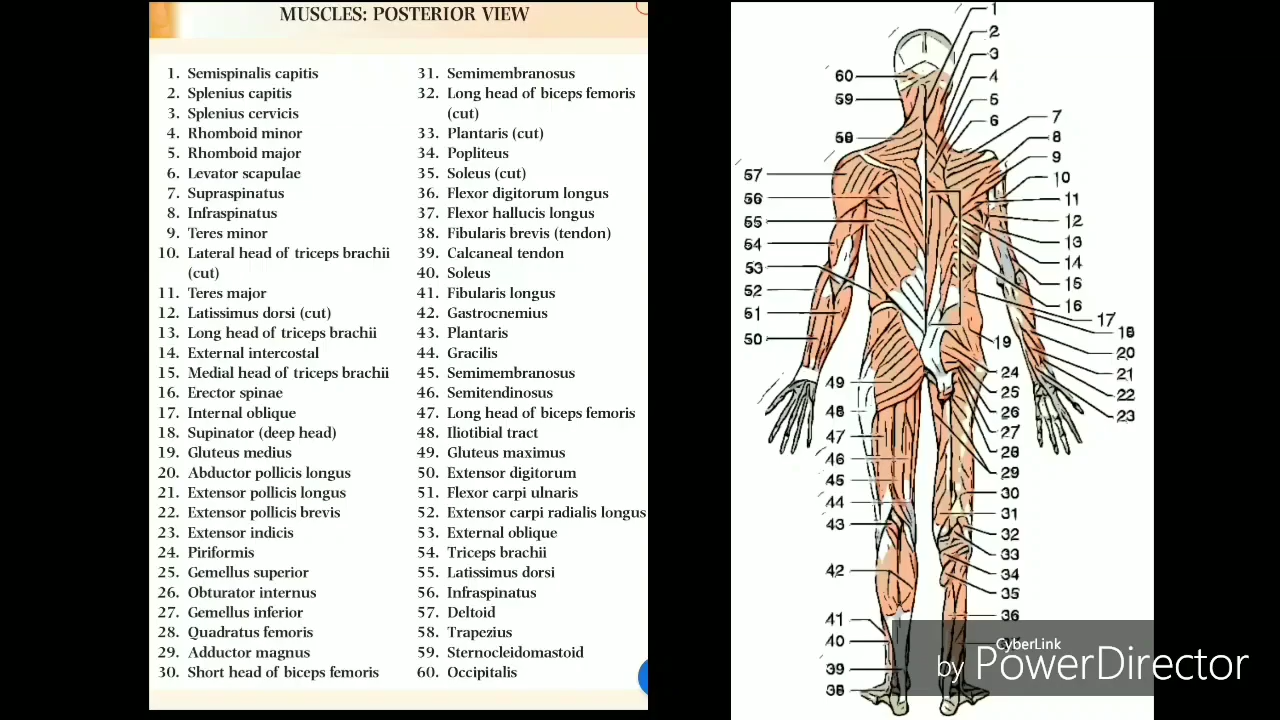 MUSCLES: POSTERIOR VIEW
1. Semispinalis capitis
2. Splenius capitis
3. Splenius cervicis
4. Rhomboid minor
5. Rhomboid major
6. Levator scapulae
7. Supraspinatus
8. Infraspinatus
9. Teres minor
10. Lateral head of triceps brachii
(cut)
11. Teres major
12. Latissimus dorsi (cut)
13. Long head of triceps brachii
14. External intercostal
15. Medial head of triceps brachii
16. Erector spinae
17. Internal oblique
18. Supinator (deep head)
19. Gluteus medius
20. Abductor pollicis longus
21. Extensor pollicis longus
22. Extensor pollicis brevis
23. Extensor indicis
24. Piriformis
25. Gemellus superior
26. Obturator internus
27. Gemellus inferior
28. Quadratus femoris
29. Adductor magnus
30. Short head of biceps femoris
31. Semimembranosus
32. Long head of biceps femoris
(cut)
33. Plantaris (cut)
34. Popliteus
35. Soleus (cut)
36. Flexor digitorum longus
37. Flexor hallucis longus
38. Fibularis brevis (tendon)
39. Calcaneal tendon
40. Soleus
41. Fibularis longus
42. Gastrocnemius
43. Plantaris
44. Gracilis
45. Semimembranosus
46. Semitendinosus
47. Long head of biceps femoris
48. Iliotibial tract
49. Gluteus maximus
50. Extensor digitorum
51. Flexor carpi ulnaris
52. Extensor carpi radialis longus
53. External oblique
54. Triceps brachii
55. Latissimus dorsi
56. Infraspinatus
57. Deltoid
58. Trapezius
59. Sternocleidomastoid
60. Occipitalis
60
59
58
57
56
55
54
53
52
51
50
49
48
47
46
45
44
43
42
41
40
39
38
1
2
3
4
5
6
7
8
9
10
11
12
13
14
15
16
17
18
19
20
21
22
23
24
25
26
27
28
29
30
31
32
33
34
35
36
CyberLink
by PowerDirector